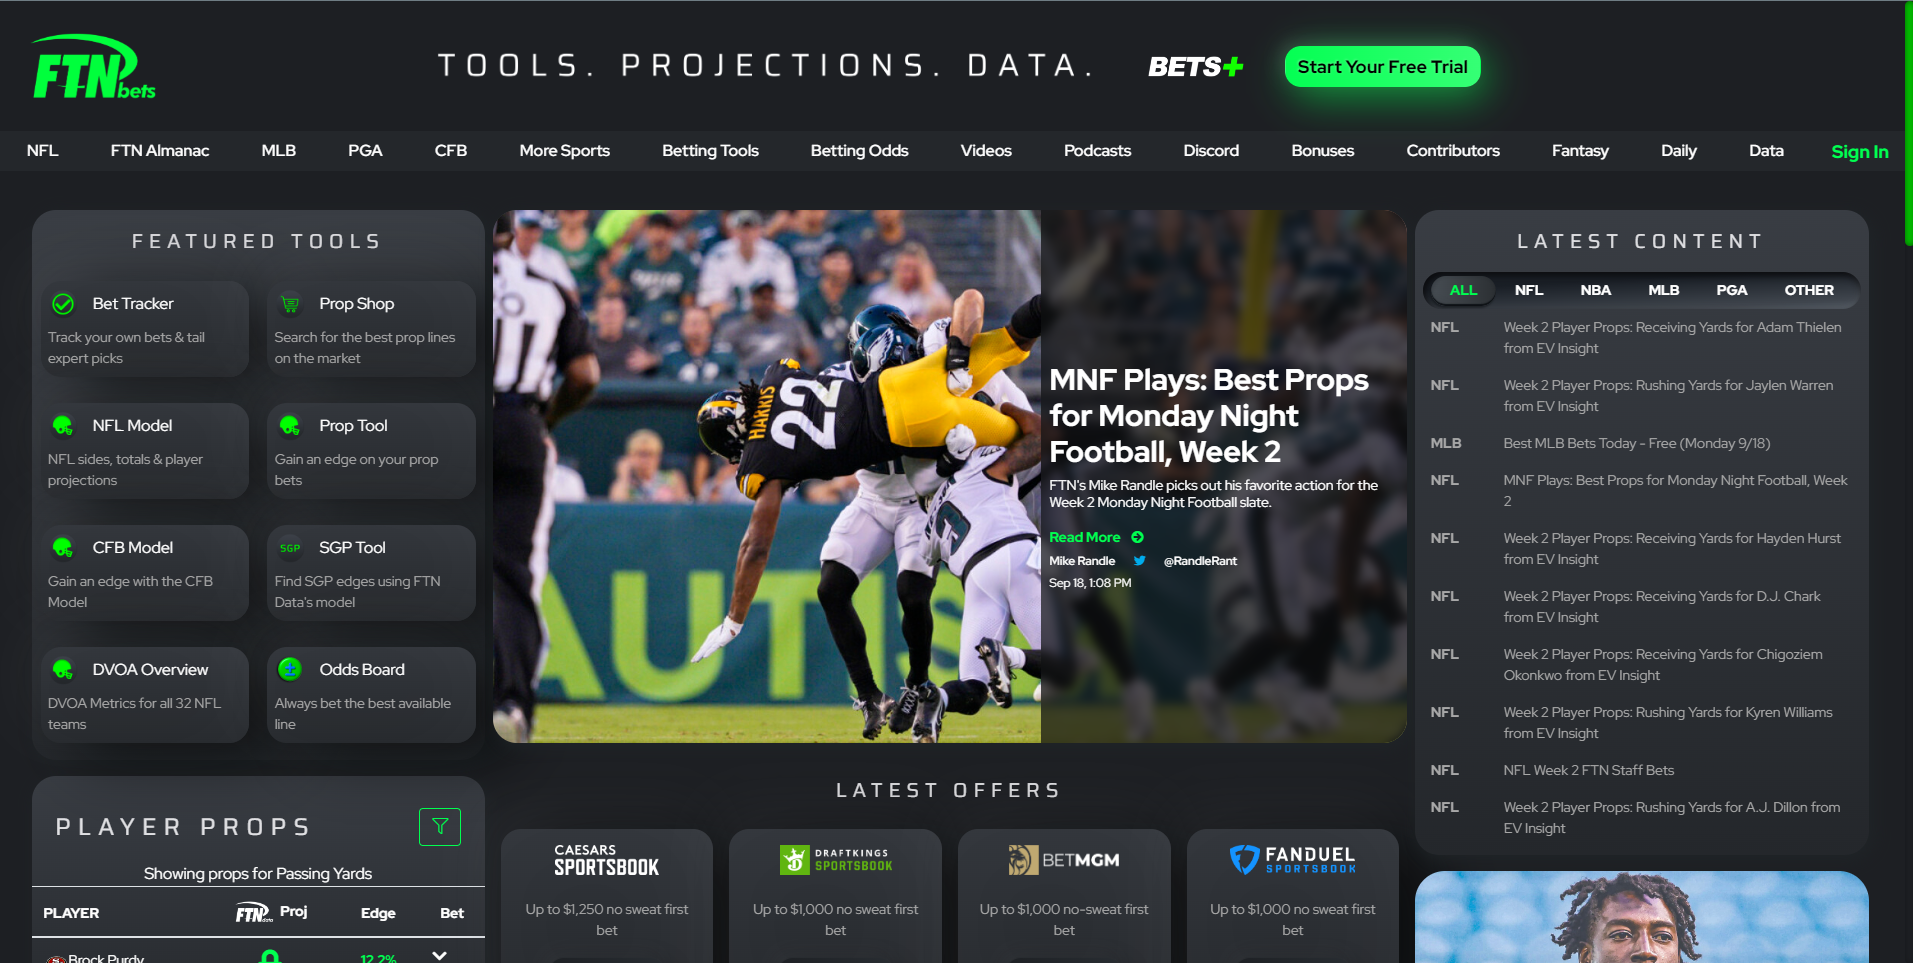 FTN bets
TOOLS. PROJECTIONS. DATA.
BETS+
Start Your Free Trial
NFL
FTN Almanac
MLB
PGA
CFB
More Sports
Betting Tools
Betting Odds
Videos
Podcasts
Discord
Bonuses
Contributors
Fantasy
Daily
Data
Sign In
FEATURED TOOLS
Bet Tracker
Track your own bets & tail
expert picks
Prop Shop
Search for the best prop lines
on the market
NFL Model
NFL sides, totals & player
projections
Prop Tool
Gain an edge on your prop
bets
CFB Model
Gain an edge with the CFB
Model
SGP
SGP Tool
Find SGP edges using FTN
Data's model
DVOA Overview
DVOA Metrics for all 32 NFL
teams
Odds Board
Always bet the best available
line
PLAYER PROPS
Showing props for Passing Yards
PLAYER
FTN data Proj
Edge
Bet
Brock Purdy
12.2%
HARRIS
22
AUTIS
MNF Plays: Best Props
for Monday Night
Football, Week 2
FTN's Mike Randle picks out his favorite action for the
Week 2 Monday Night Football slate.
Read More
Mike Randle @RandleRant
Sep 18, 1:08 PM
LATEST OFFERS
CAESARS
SPORTSBOOK
Up to $1,250 no sweat first
bet
DRAFTKINGS
SPORTSBOOK
Up to $1,000 no sweat first
bet
BETMGM
Up to $1,000 no-sweat first
bet
FANDUEL
SPORTSBOOK
Up to $1,000 no sweat first
bet
LATEST CONTENT
ALL
NFL
NBA
MLB
PGA
OTHER
NFL Week 2 Player Props: Receiving Yards for Adam Thielen
from EV Insight
NFL Week 2 Player Props: Rushing Yards for Jaylen Warren
from EV Insight
MLB Best MLB Bets Today - Free (Monday 9/18)
NFL MNF Plays: Best Props for Monday Night Football, Week
2
NFL Week 2 Player Props: Receiving Yards for Hayden Hurst
from EV Insight
NFL Week 2 Player Props: Receiving Yards for D.J. Chark
from EV Insight
NFL Week 2 Player Props: Receiving Yards for Chigoziem
Okonkwo from EV Insight
NFL Week 2 Player Props: Rushing Yards for Kyren Williams
from EV Insight
NFL NFL Week 2 FTN Staff Bets
NFL Week 2 Player Props: Rushing Yards for A.J. Dillon from
EV Insight